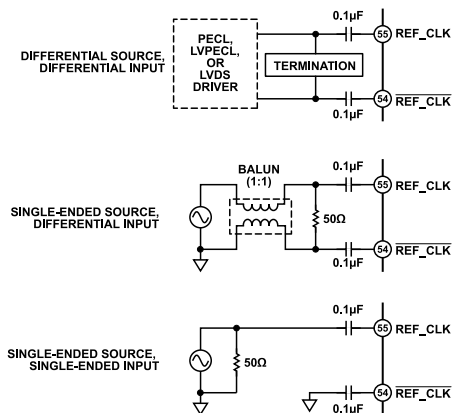 DIFFERENTIAL SOURCE,
DIFFERENTIAL INPUT
PECL,
LVPECL,
OR
LVDS
DRIVER
TERMINATION
0.1µF
55 REF_CLK
54 REF_CLK
0.1µF
SINGLE-ENDED SOURCE,
DIFFERENTIAL INPUT
BALUN
(1:1)
50Ω
0.1µF
55 REF_CLK
54 REF_CLK
0.1µF
SINGLE-ENDED SOURCE,
SINGLE-ENDED INPUT
50Ω
0.1µF
55 REF_CLK
54 REF_CLK
0.1µF